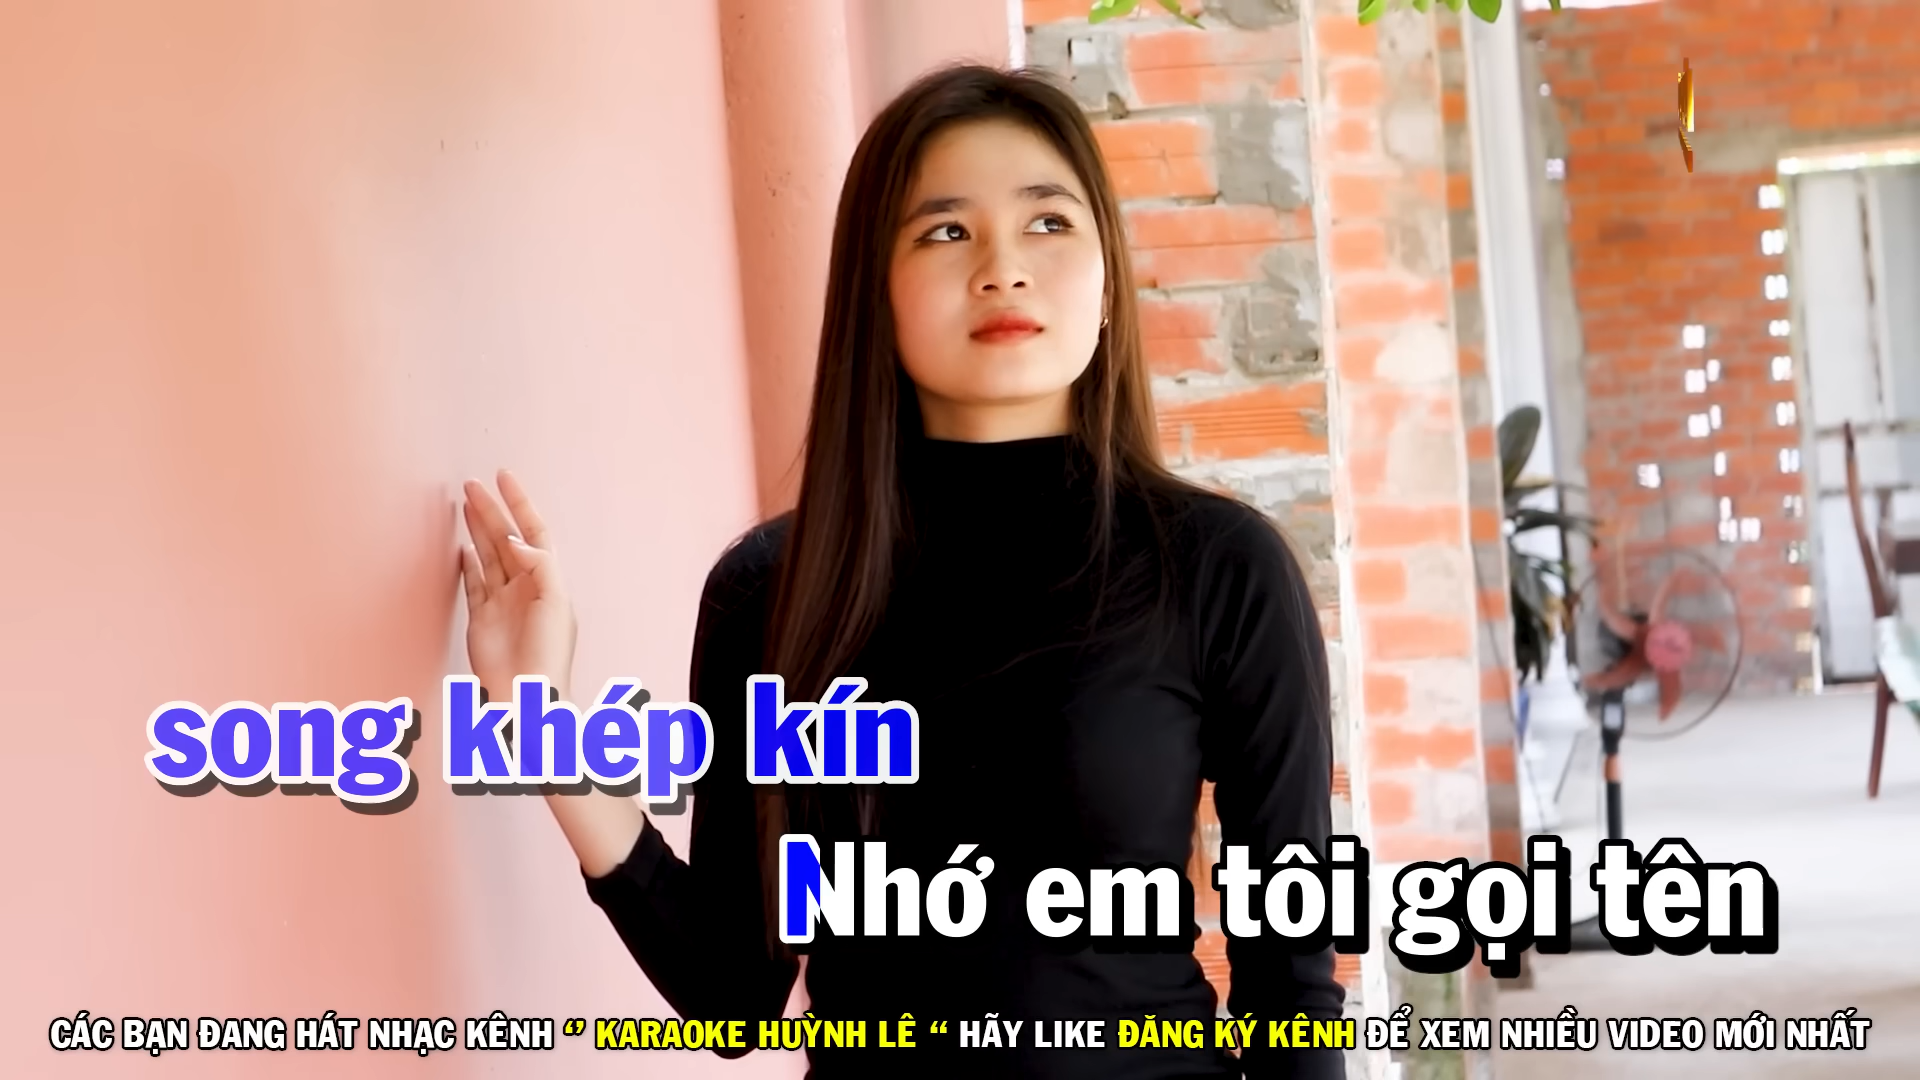 song khép kín
Nhớ em tôi gọi tên
CÁC BẠN ĐANG HÁT NHẠC KÊNH “ KARAOKE HUỲNH LÊ “ HÃY LIKE ĐĂNG KÝ KÊNH ĐỂ XEM NHIỀU VIDEO MỚI NHẤT